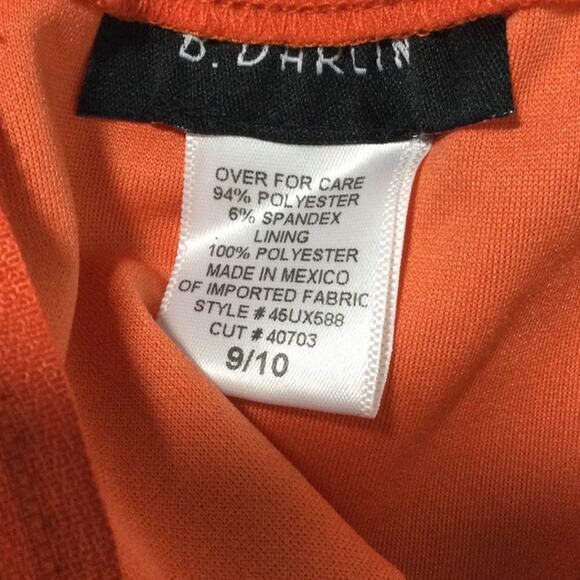 B. DARLIN
OVER FOR CARE
94% POLYESTER
6% SPANDEX
LINING
100% POLYESTER
MADE IN MEXICO
OF IMPORTED FABRIC
STYLE # 45UX588
CUT # 40703
9/10